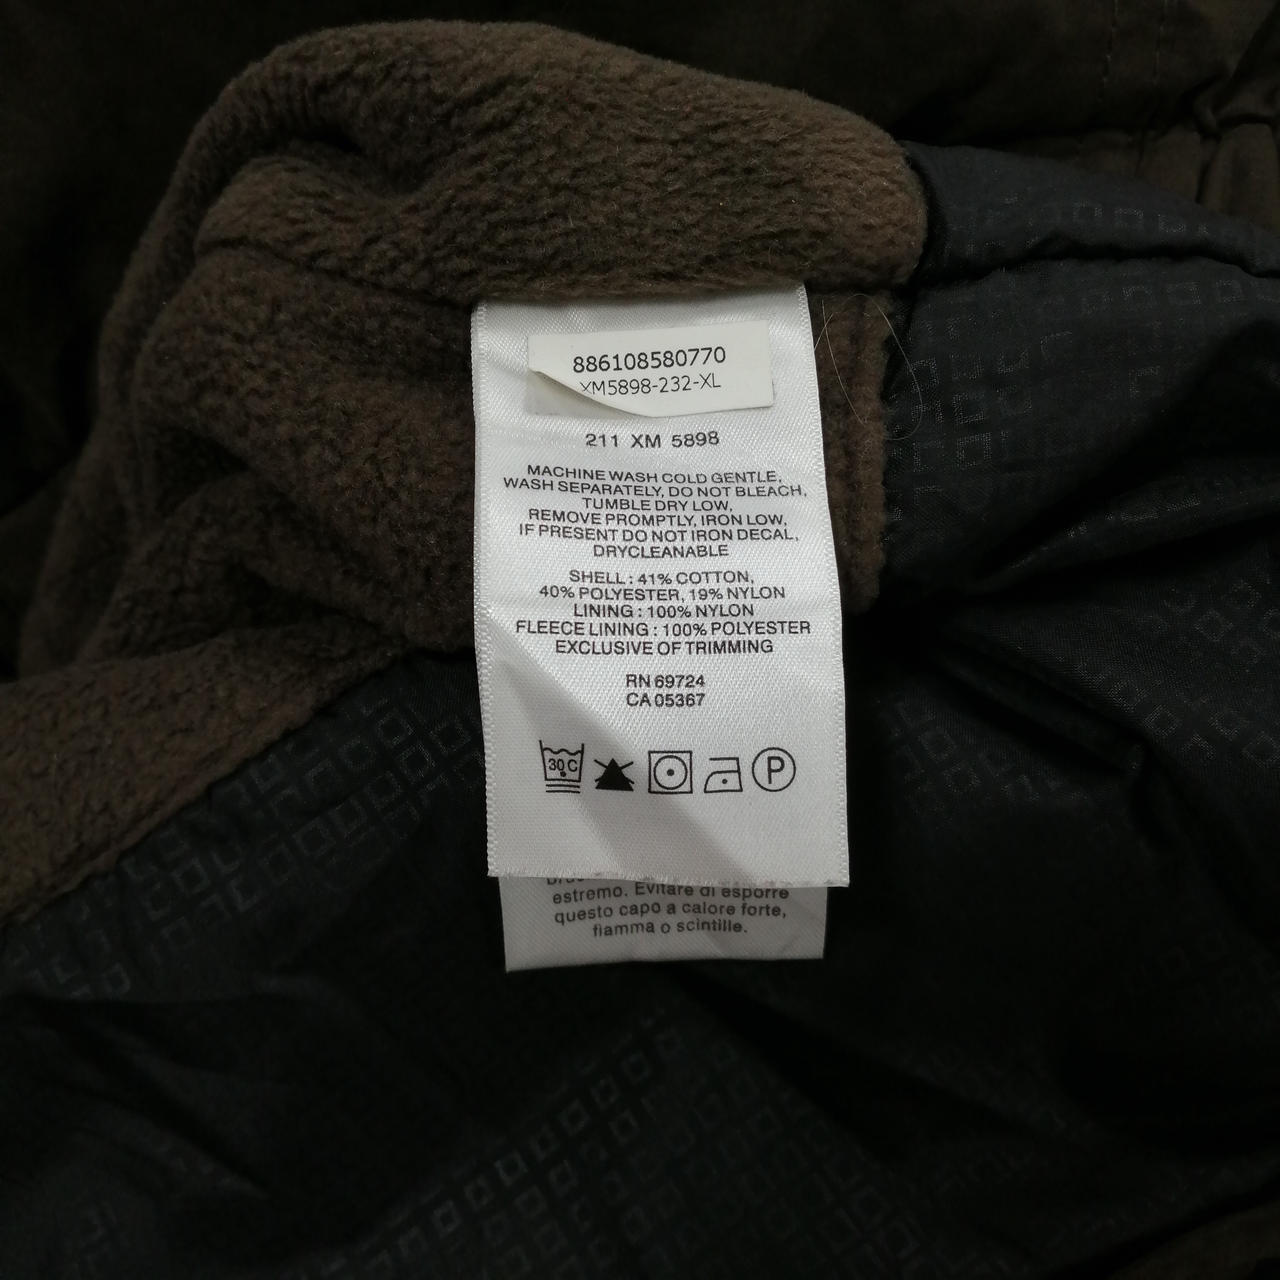 886108580770
XM5898-232-XL
211 XM 5898
MACHINE WASH COLD GENTLE,
WASH SEPARATELY, DO NOT BLEACH,
TUMBLE DRY LOW,
REMOVE PROMPTLY, IRON LOW,
IF PRESENT DO NOT IRON DECAL,
DRYCLEANABLE
SHELL : 41% COTTON,
40% POLYESTER, 19% NYLON
LINING : 100% NYLON
FLEECE LINING : 100% POLYESTER
EXCLUSIVE OF TRIMMING
RN 69724
CA 05367
30 C P
estremo. Evitare di esporre
questo capo a calore forte,
fiamma o scintille.